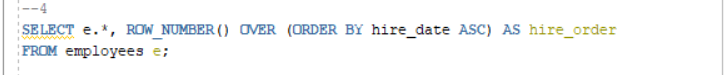 --4
SELECT e.*, ROW_NUMBER() OVER (ORDER BY hire_date ASC) AS hire_order
FROM employees e;